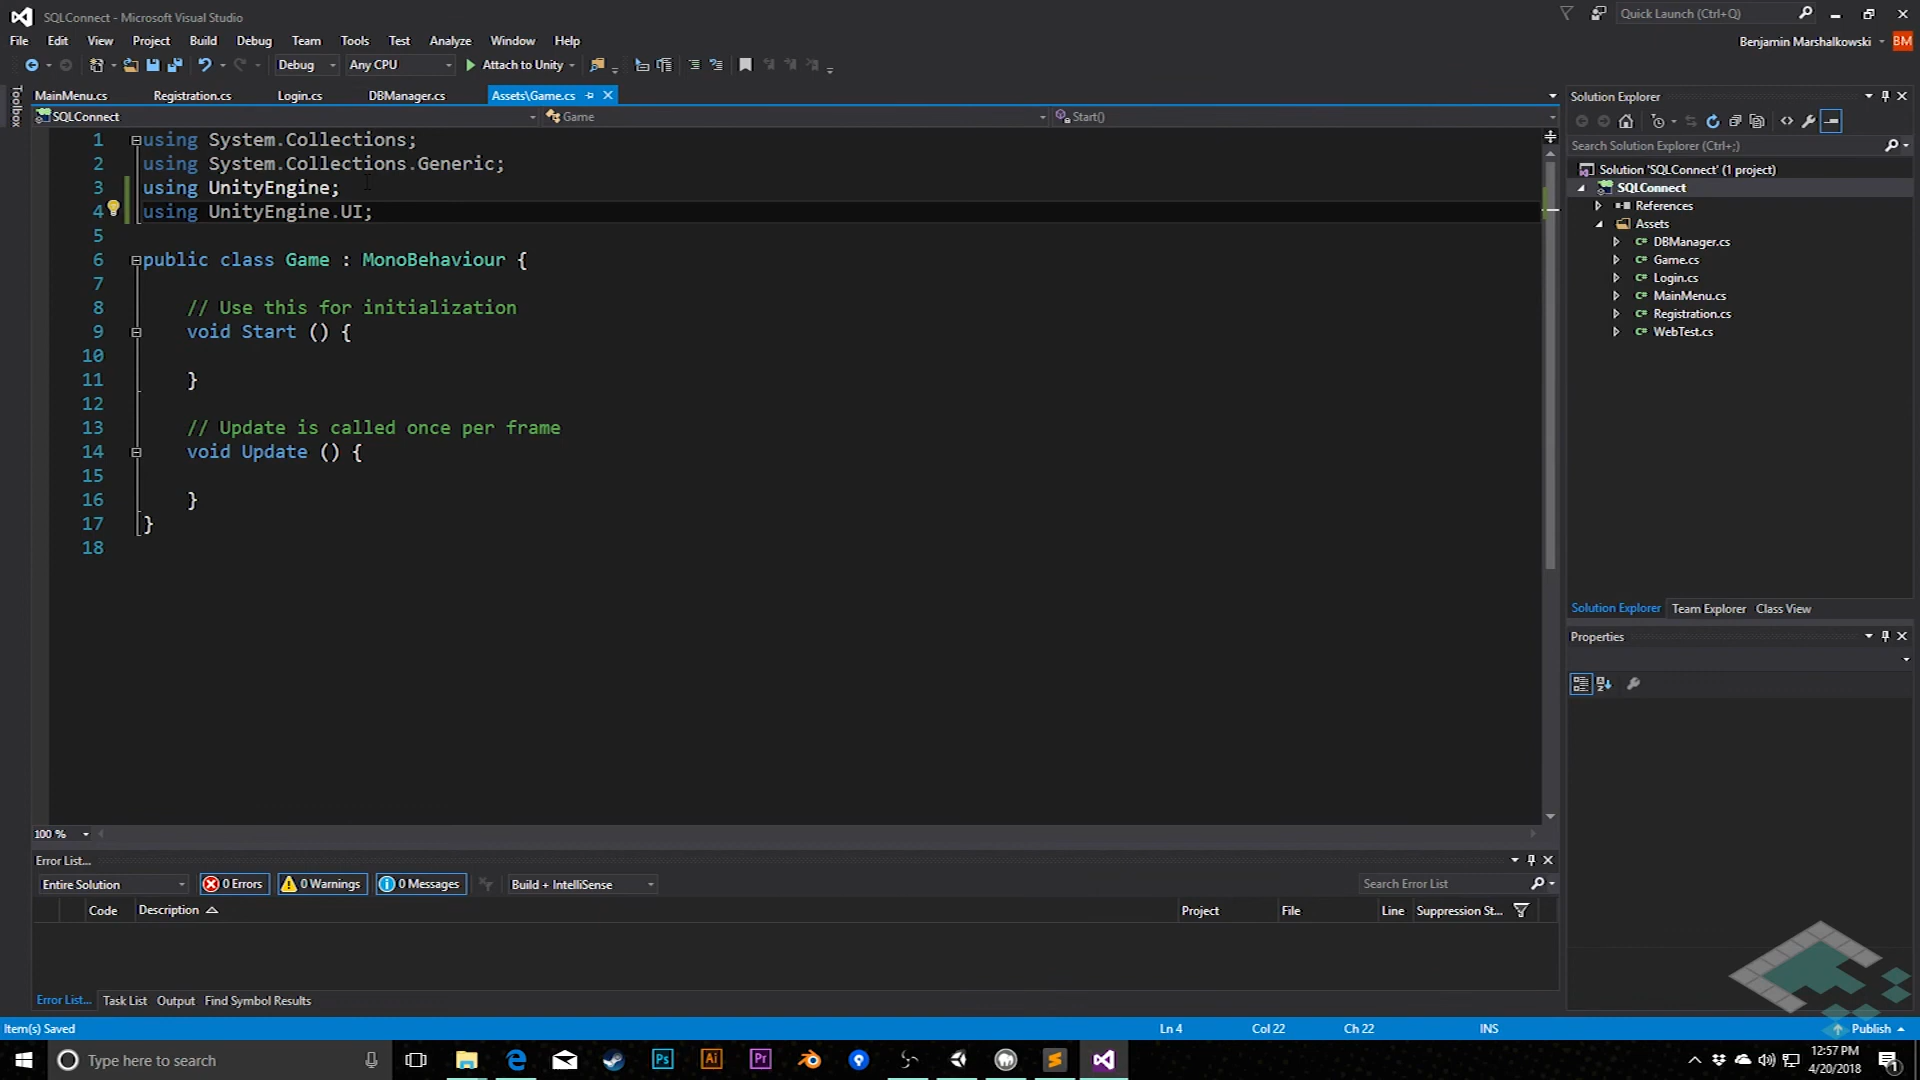 SQLConnect - Microsoft Visual Studio
Quick Launch (Ctrl+Q)
File Edit View Project Build Debug Team Tools Test Analyze Window Help
Benjamin Marshalkowski BM
Debug Any CPU Attach to Unity
Toolbox
MainMenu.cs Registration.cs Login.cs DBManager.cs Assets\Game.cs
SQLConnect Game Start()
1 using System.Collections;
2 using System.Collections.Generic;
3 using UnityEngine;
4 using UnityEngine.UI;
5
6 public class Game : MonoBehaviour {
7
8 // Use this for initialization
9 void Start () {
10
11 }
12
13 // Update is called once per frame
14 void Update () {
15
16 }
17 }
18
100 %
Solution Explorer
Search Solution Explorer (Ctrl+;)
Solution 'SQLConnect' (1 project)
SQLConnect
References
Assets
C# DBManager.cs
C# Game.cs
C# Login.cs
C# MainMenu.cs
C# Registration.cs
C# WebTest.cs
Solution Explorer Team Explorer Class View
Properties
Error List...
Entire Solution 0 Errors 0 Warnings 0 Messages Build + IntelliSense Search Error List
Code Description Project File Line Suppression St...
Error List... Task List Output Find Symbol Results
Item(s) Saved Ln 4 Col 22 Ch 22 INS Publish
Type here to search Ps Ai Pr
12:57 PM
4/20/2018
1